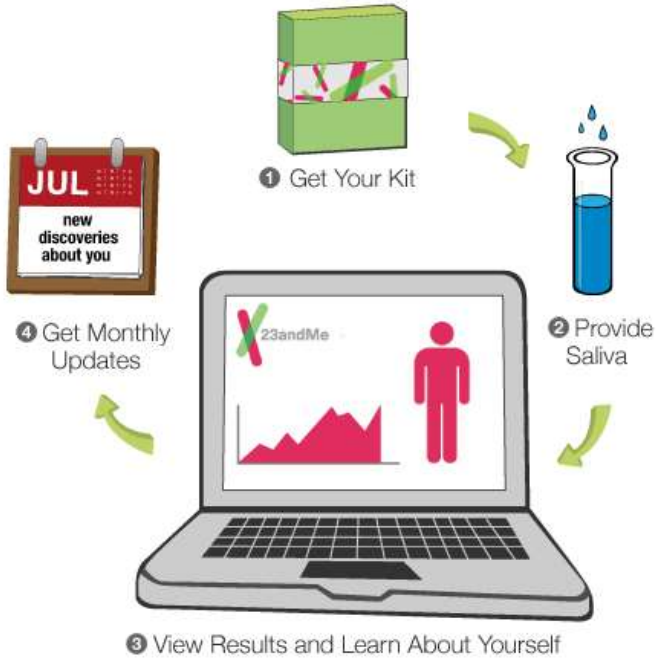 ❶ Get Your Kit
❷ Provide
Saliva
23andMe
❸ View Results and Learn About Yourself
JUL
new
discoveries
about you
❹ Get Monthly
Updates